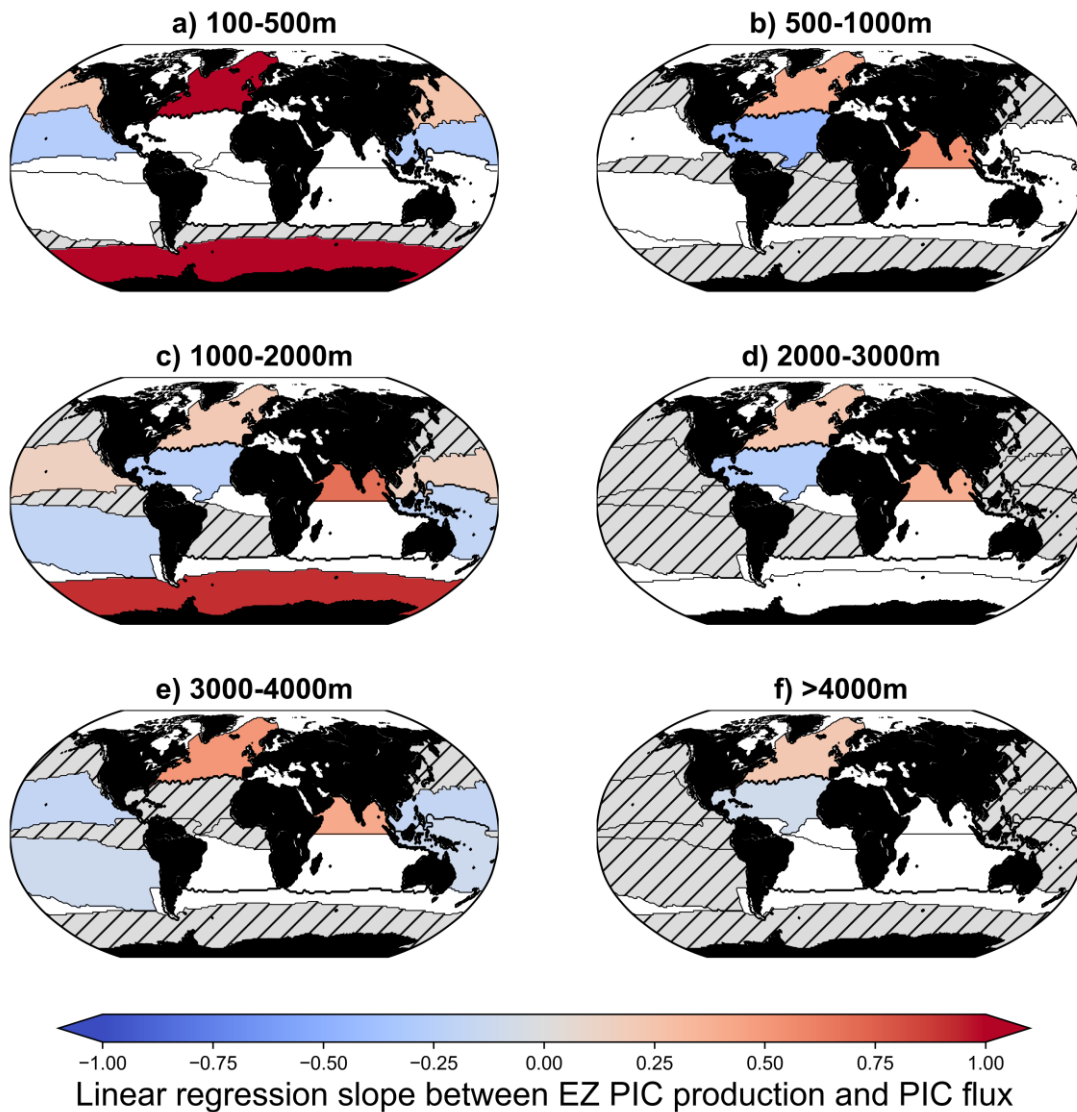 a) 100-500m
b) 500-1000m
c) 1000-2000m
d) 2000-3000m
e) 3000-4000m
f) >4000m
−1.00 −0.75 −0.50 −0.25 0.00 0.25 0.50 0.75 1.00
Linear regression slope between EZ PIC production and PIC flux